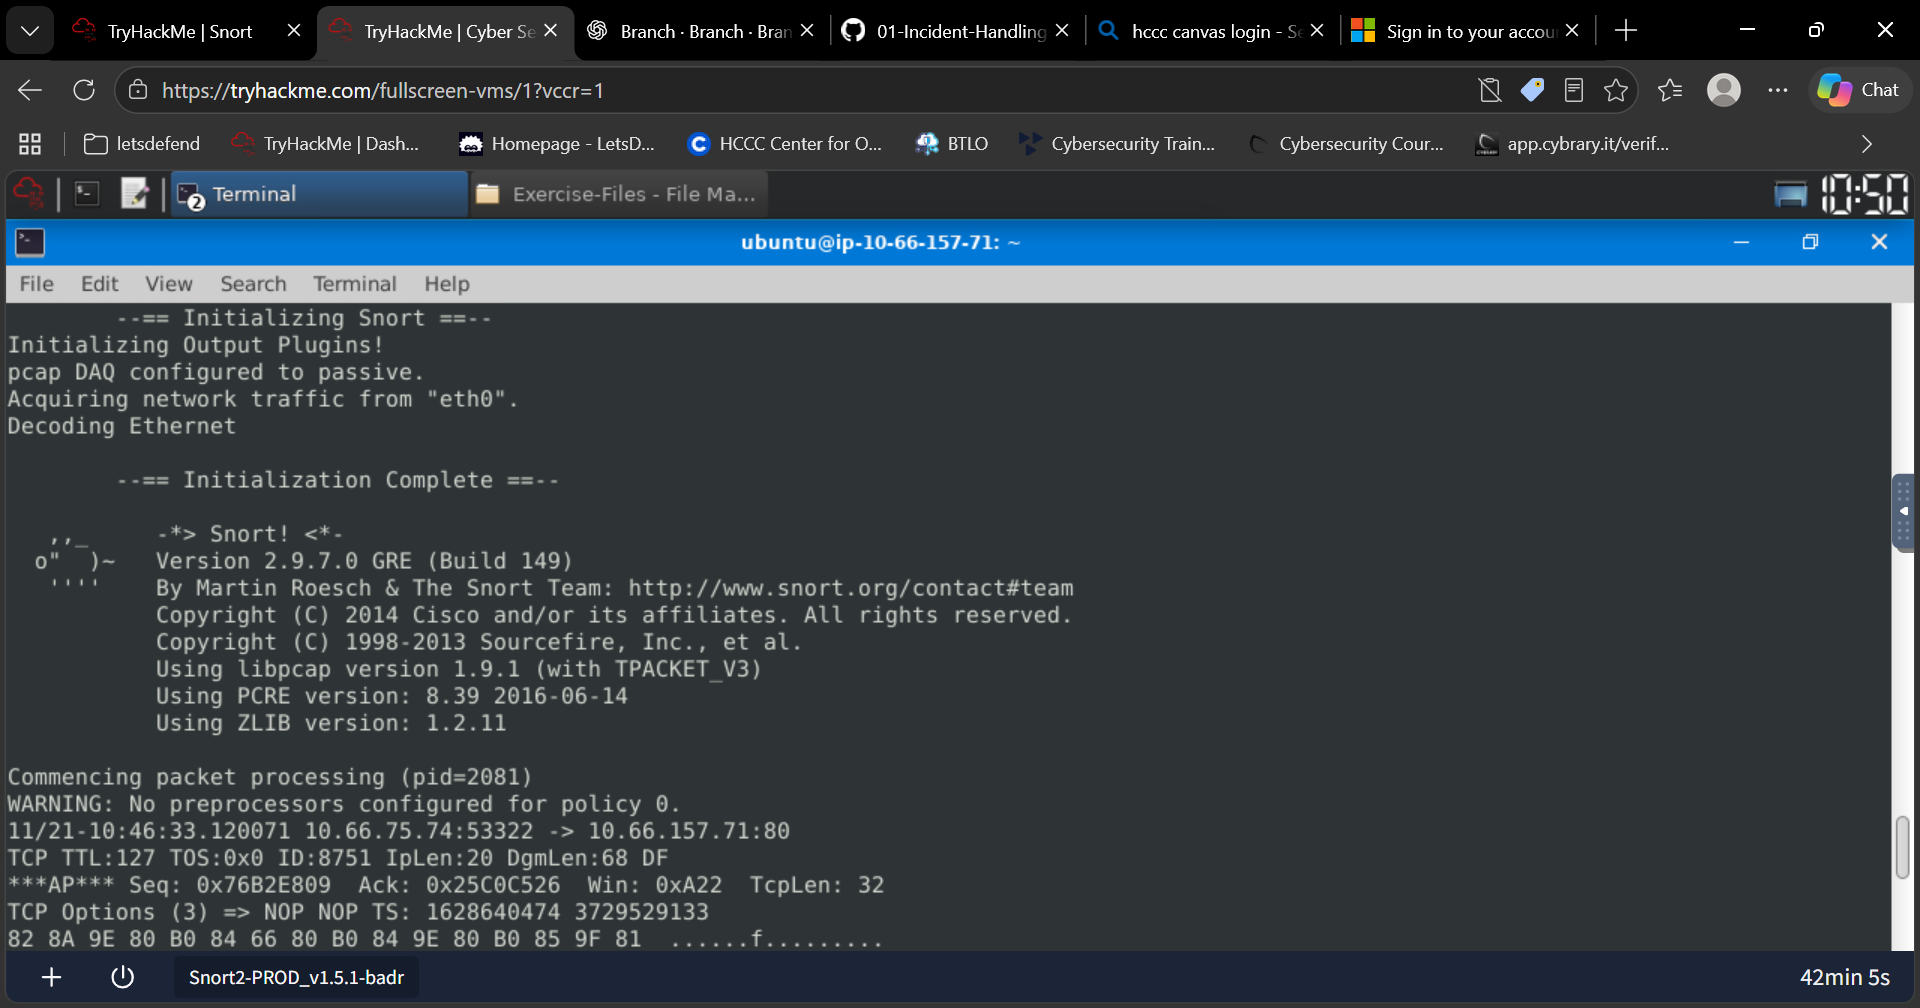 TryHackMe | Snort
TryHackMe | Cyber Se
Branch · Branch · Bran
01-Incident-Handling
hccc canvas login - Se
Sign in to your accou
https://tryhackme.com/fullscreen-vms/1?vccr=1
Chat
letsdefend
TryHackMe | Dash...
Homepage - LetsD...
HCCC Center for O...
BTLO
Cybersecurity Train...
Cybersecurity Cour...
app.cybrary.it/verif...
2 Terminal
Exercise-Files - File Ma...
10:50
ubuntu@ip-10-66-157-71: ~
File Edit View Search Terminal Help
--== Initializing Snort ==--
Initializing Output Plugins!
pcap DAQ configured to passive.
Acquiring network traffic from "eth0".
Decoding Ethernet
--== Initialization Complete ==--
,,_ -*> Snort! <*-
o" )~ Version 2.9.7.0 GRE (Build 149)
'''' By Martin Roesch & The Snort Team: http://www.snort.org/contact#team
Copyright (C) 2014 Cisco and/or its affiliates. All rights reserved.
Copyright (C) 1998-2013 Sourcefire, Inc., et al.
Using libpcap version 1.9.1 (with TPACKET_V3)
Using PCRE version: 8.39 2016-06-14
Using ZLIB version: 1.2.11
Commencing packet processing (pid=2081)
WARNING: No preprocessors configured for policy 0.
11/21-10:46:33.120071 10.66.75.74:53322 -> 10.66.157.71:80
TCP TTL:127 TOS:0x0 ID:8751 IpLen:20 DgmLen:68 DF
***AP*** Seq: 0x76B2E809 Ack: 0x25C0C526 Win: 0xA22 TcpLen: 32
TCP Options (3) => NOP NOP TS: 1628640474 3729529133
82 8A 9E 80 B0 84 66 80 B0 84 9E 80 B0 85 9F 81 ......f.........
Snort2-PROD_v1.5.1-badr
42min 5s